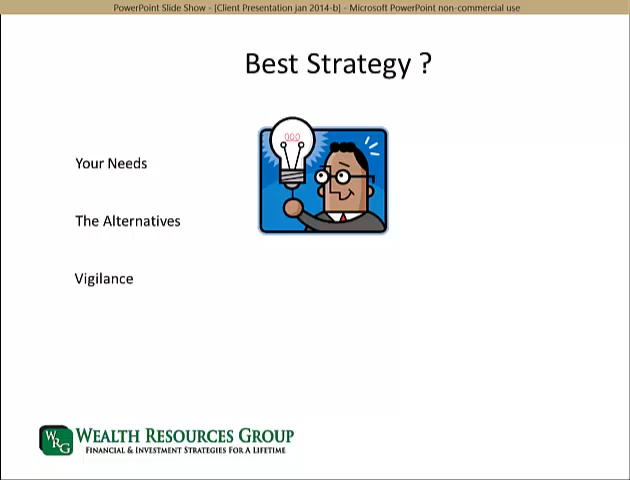 PowerPoint Slide Show - [Client Presentation jan 2014-b] - Microsoft PowerPoint non-commercial use
Best Strategy ?
Your Needs
The Alternatives
Vigilance
WRG
WEALTH RESOURCES GROUP
FINANCIAL & INVESTMENT STRATEGIES FOR A LIFETIME